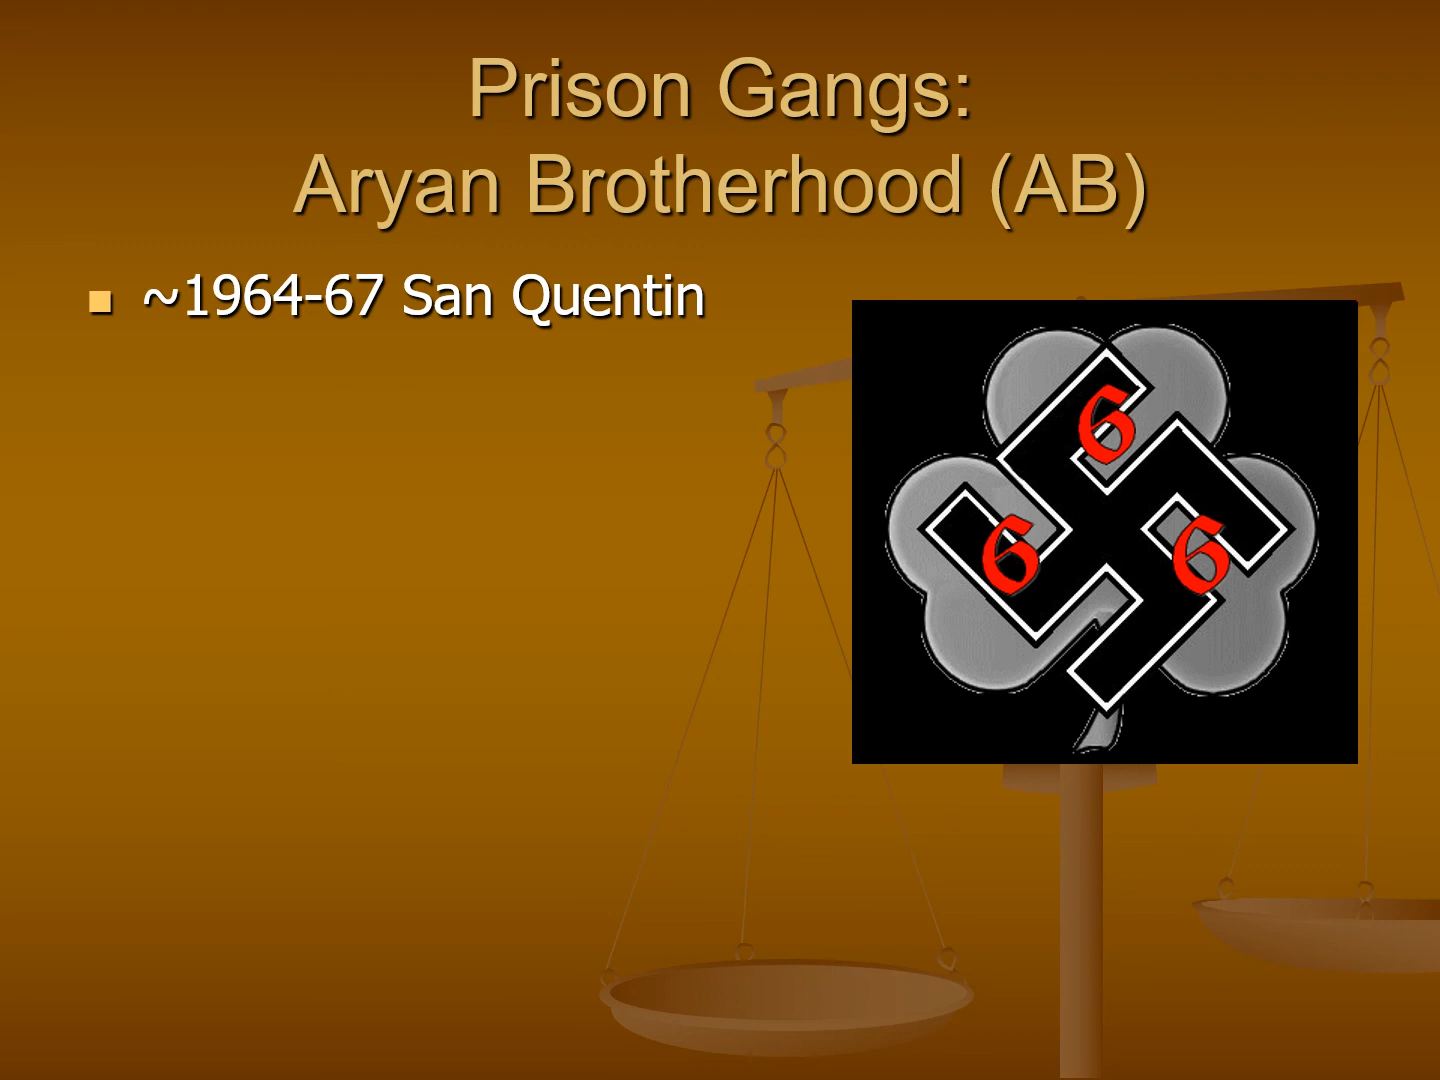 Prison Gangs:
Aryan Brotherhood (AB)
~1964-67 San Quentin
6
6 6